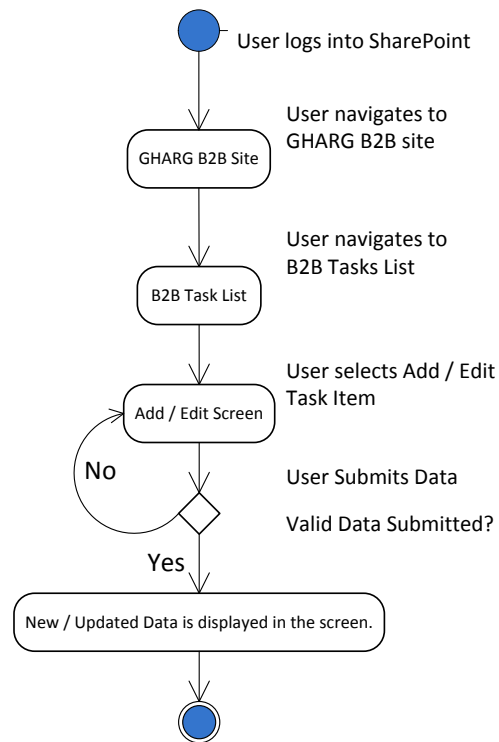 User logs into SharePoint
User navigates to
GHARG B2B site
GHARG B2B Site
User navigates to
B2B Tasks List
B2B Task List
User selects Add / Edit
Task Item
Add / Edit Screen
No
User Submits Data
Valid Data Submitted?
Yes
New / Updated Data is displayed in the screen.